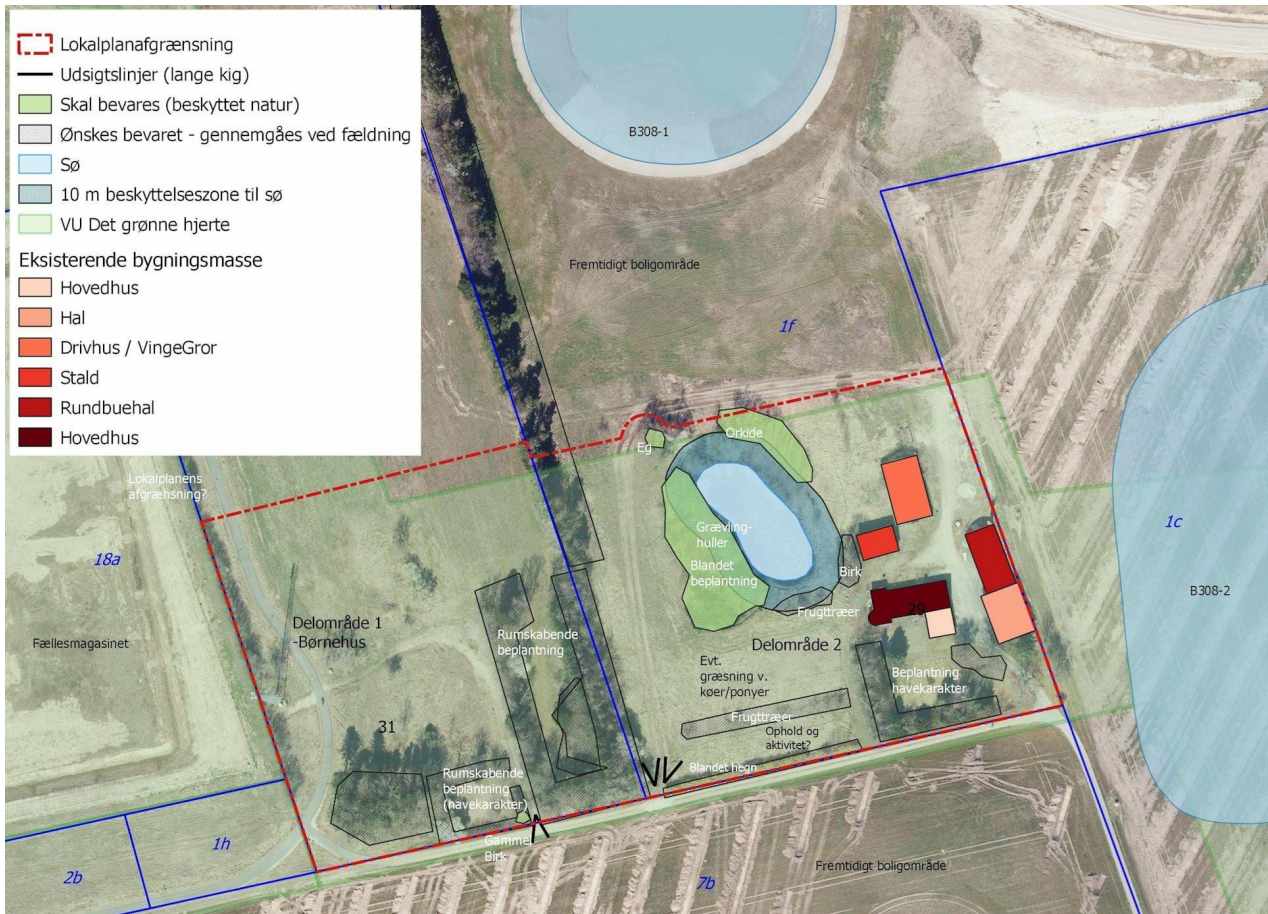 Lokalplanafgrænsning
Udsigtslinjer (lange kig)
Skal bevares (beskyttet natur)
Ønskes bevaret - gennemgåes ved fældning
Sø
10 m beskyttelseszone til sø
VU Det grønne hjerte
Eksisterende bygningsmasse
Hovedhus
Hal
Drivhus / VingeGror
Stald
Rundbuehal
Hovedhus
B308-1
Fremtidigt boligområde
1f
Orkide
Eg
Lokalplanens
afgrænsning?
18a
Grævling-
huller
Blandet
beplantning
Birk
Frugttræer
1
29
1c
B308-2
Fællesmagasinet
Delområde 1
-Børnehus
Rumskabende
beplantning
Delområde 2
Evt.
græsning v.
køer/ponyer
Beplantning
havekarakter
Frugttræer
Ophold og
aktivitet?
31
Blandet hegn
Rumskabende
beplantning
(havekarakter)
Gammel
Birk
1h
2b
7b
Fremtidigt boligområde